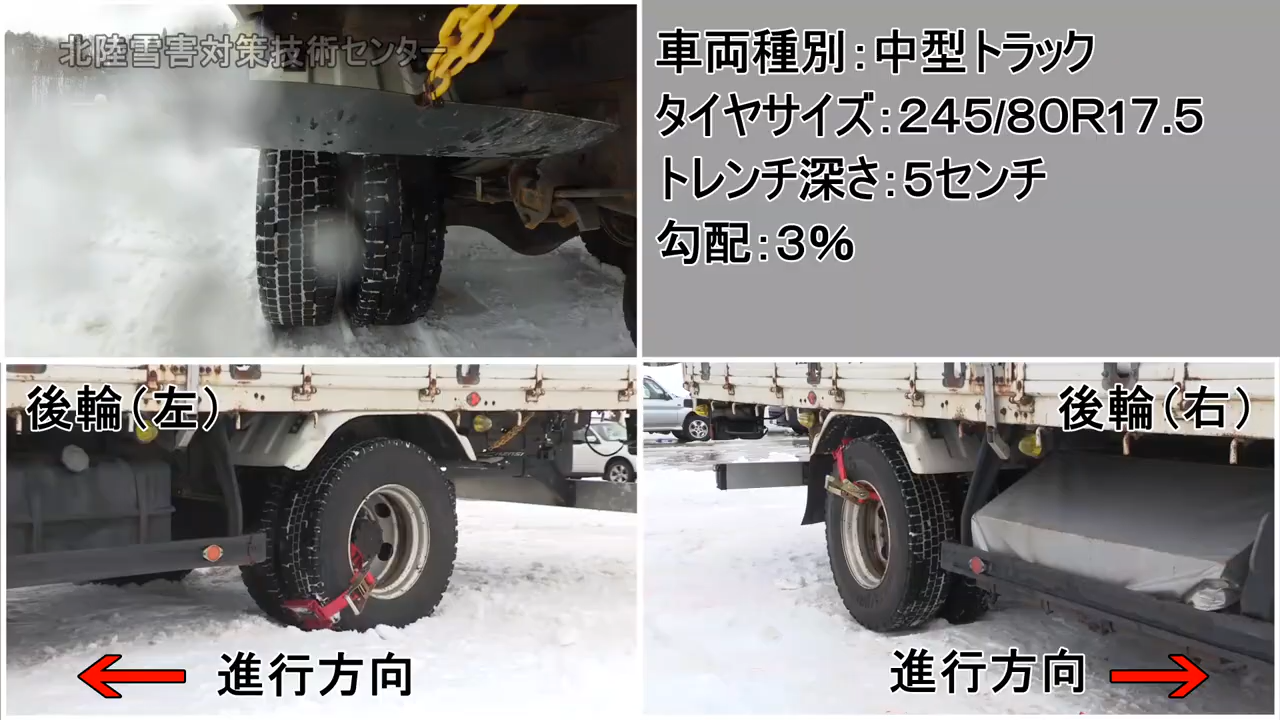 北陸雪害対策技術センター
車両種別：中型トラック
タイヤサイズ：245/80R17.5
トレンチ深さ：5センチ
勾配：3%
後輪（左）
後輪（右）
進行方向
進行方向